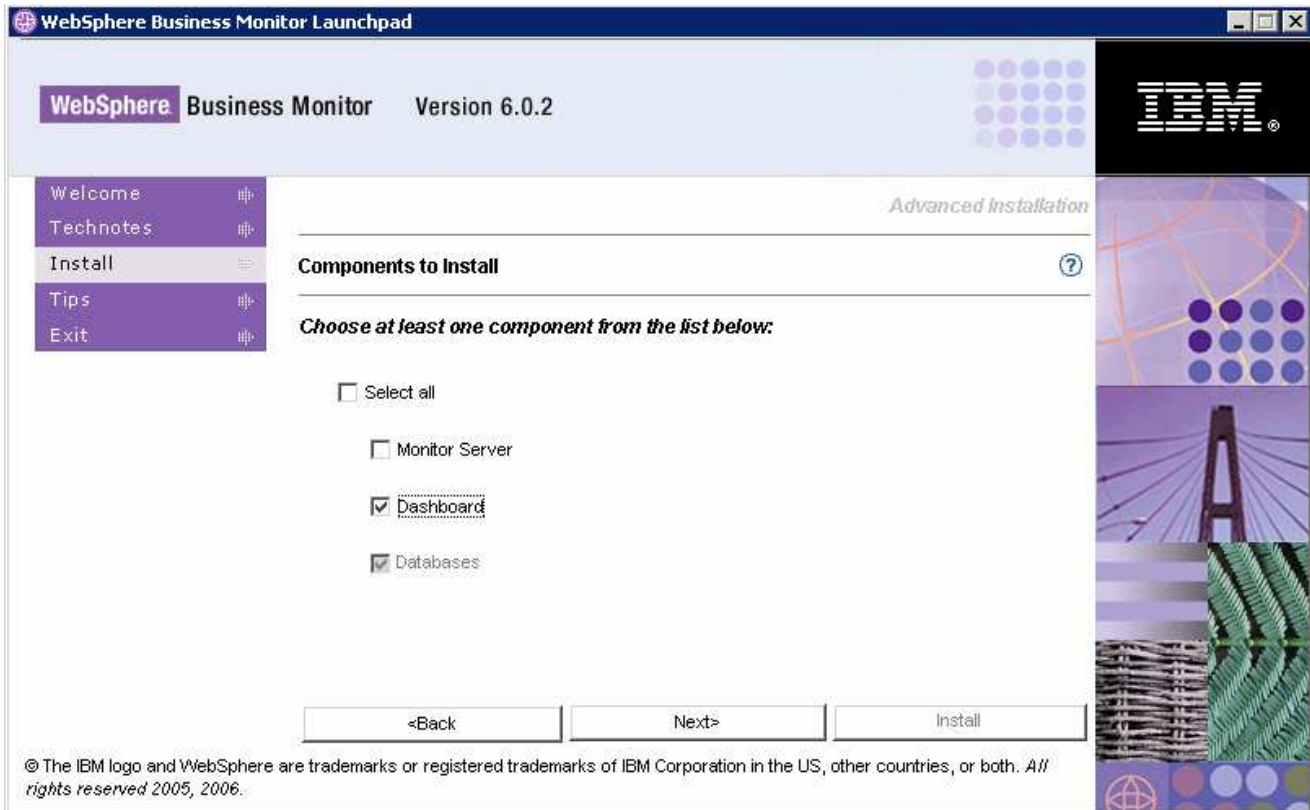 WebSphere Business Monitor Launchpad
WebSphere Business Monitor Version 6.0.2
IBM®
Welcome
Technotes
Install
Tips
Exit
Advanced Installation
Components to Install
?
Choose at least one component from the list below:
Select all
Monitor Server
Dashboard
Databases
<Back Next> Install
© The IBM logo and WebSphere are trademarks or registered trademarks of IBM Corporation in the US, other countries, or both. All
rights reserved 2005, 2006.